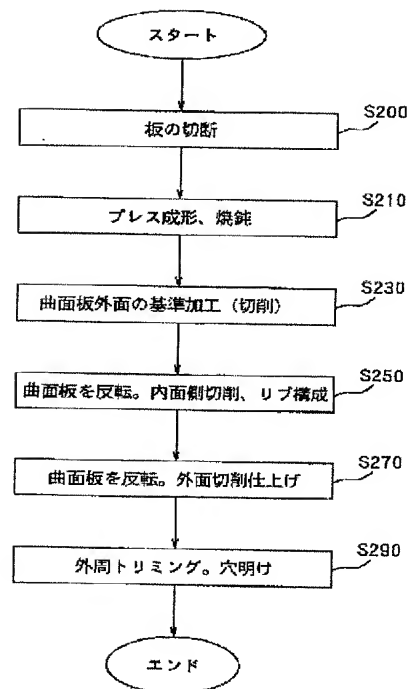 スタート
板の切断
S200
プレス成形、焼鈍
S210
曲面板外面の基準加工(切削)
S230
曲面板を反転。内面側切削、リブ構成
S250
曲面板を反転。外面切削仕上げ
S270
外周トリミング。穴明け
S290
エンド